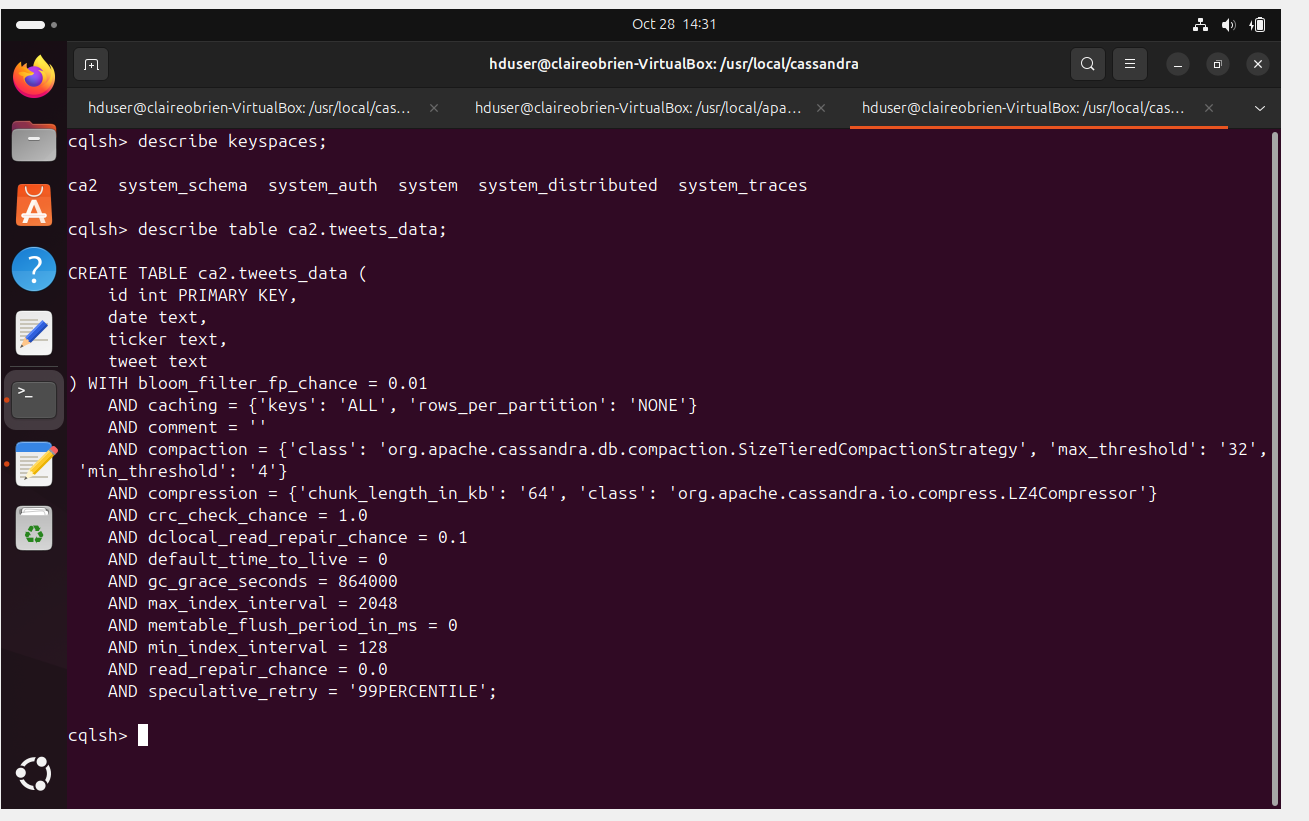 Oct 28 14:31
hduser@claireobrien-VirtualBox: /usr/local/cassandra
hduser@claireobrien-VirtualBox: /usr/local/cas...
hduser@claireobrien-VirtualBox: /usr/local/apa...
hduser@claireobrien-VirtualBox: /usr/local/cas...
cqlsh> describe keyspaces;
ca2  system_schema  system_auth  system  system_distributed  system_traces
cqlsh> describe table ca2.tweets_data;
CREATE TABLE ca2.tweets_data (
    id int PRIMARY KEY,
    date text,
    ticker text,
    tweet text
) WITH bloom_filter_fp_chance = 0.01
    AND caching = {'keys': 'ALL', 'rows_per_partition': 'NONE'}
    AND comment = ''
    AND compaction = {'class': 'org.apache.cassandra.db.compaction.SizeTieredCompactionStrategy', 'max_threshold': '32',
 'min_threshold': '4'}
    AND compression = {'chunk_length_in_kb': '64', 'class': 'org.apache.cassandra.io.compress.LZ4Compressor'}
    AND crc_check_chance = 1.0
    AND dclocal_read_repair_chance = 0.1
    AND default_time_to_live = 0
    AND gc_grace_seconds = 864000
    AND max_index_interval = 2048
    AND memtable_flush_period_in_ms = 0
    AND min_index_interval = 128
    AND read_repair_chance = 0.0
    AND speculative_retry = '99PERCENTILE';
cqlsh>